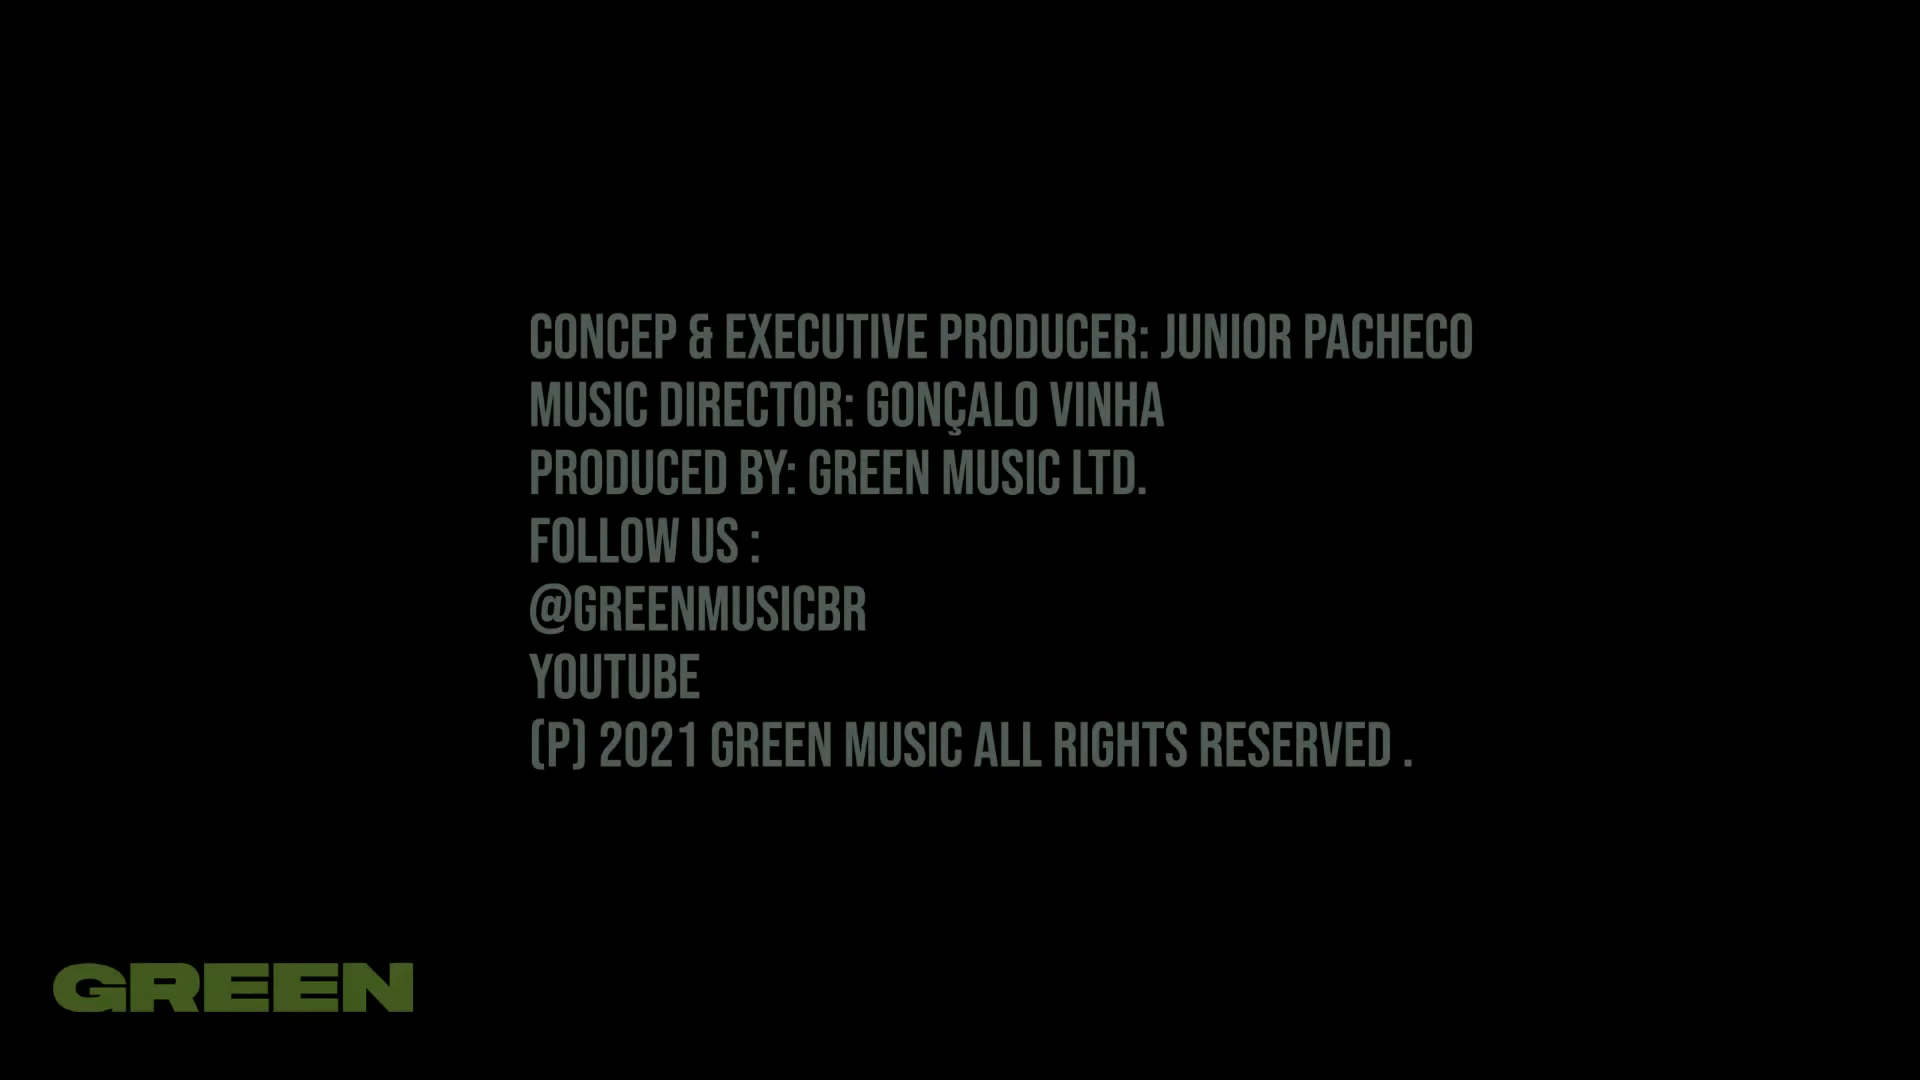 CONCEP & EXECUTIVE PRODUCER: JUNIOR PACHECO
MUSIC DIRECTOR: GONÇALO VINHA
PRODUCED BY: GREEN MUSIC LTD.
FOLLOW US :
@GREENMUSICBR
YOUTUBE
(P) 2021 GREEN MUSIC ALL RIGHTS RESERVED .
GREEN